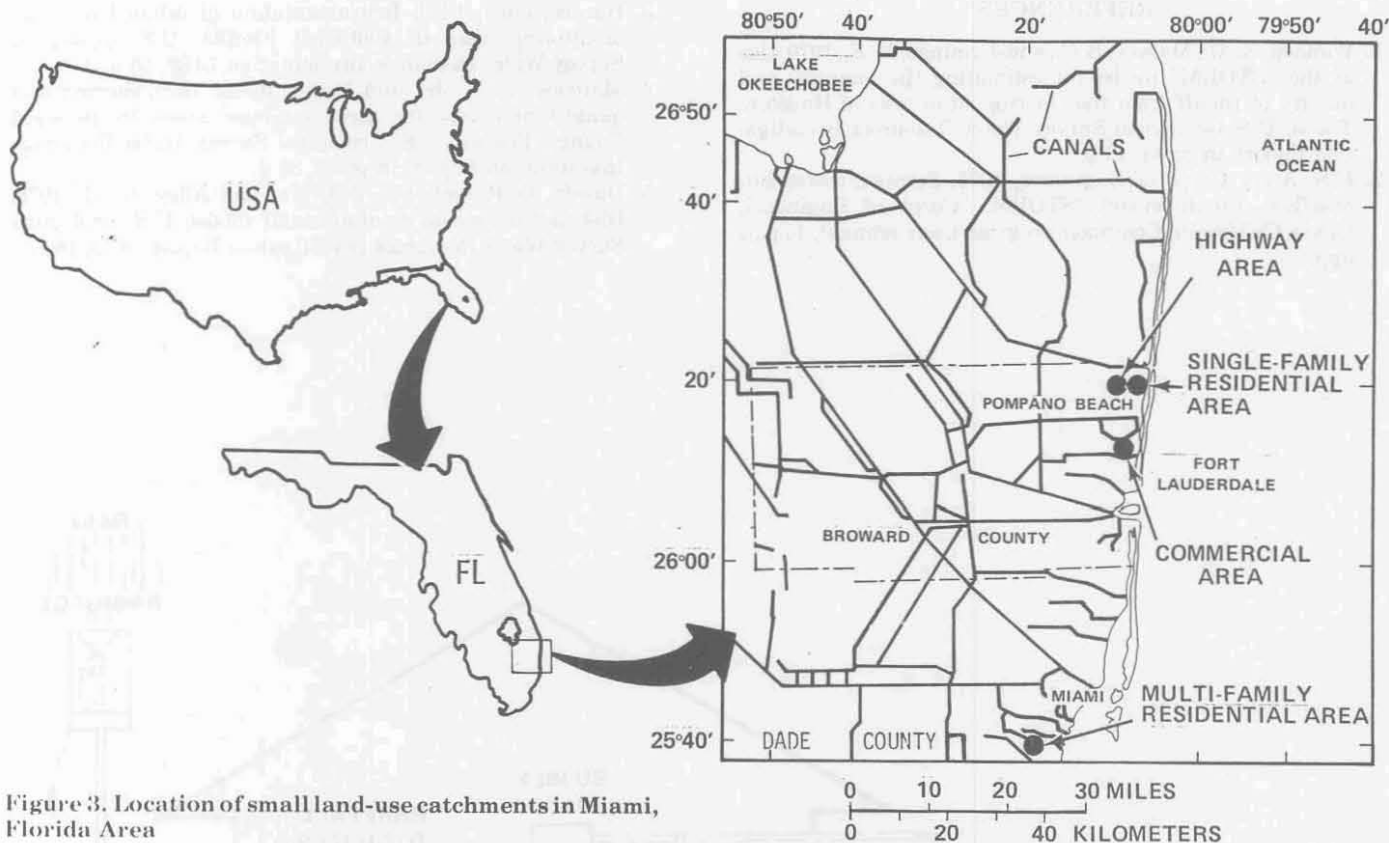 80°50′ 40′ 20′ 80°00′ 79°50′ 40′
LAKE
OKEECHOBEE
26°50′
CANALS
ATLANTIC
OCEAN
40′
HIGHWAY
AREA
USA
20′
SINGLE-FAMILY
RESIDENTIAL
AREA
POMPANO BEACH
FORT
LAUDERDALE
BROWARD COUNTY
26°00′
COMMERCIAL
AREA
FL
MIAMI
MULTI-FAMILY
RESIDENTIAL AREA
25°40′
DADE COUNTY
0 10 20 30 MILES
0 20 40 KILOMETERS
Figure 3. Location of small land-use catchments in Miami,
Florida Area